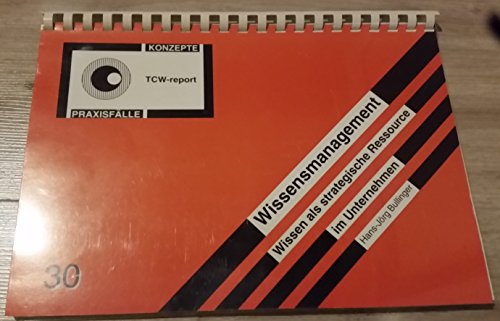 KONZEPTE
TCW-report
PRAXISFÄLLE
Wissensmanagement
Wissen als strategische Ressource
im Unternehmen
Hans-Jörg Bullinger
30